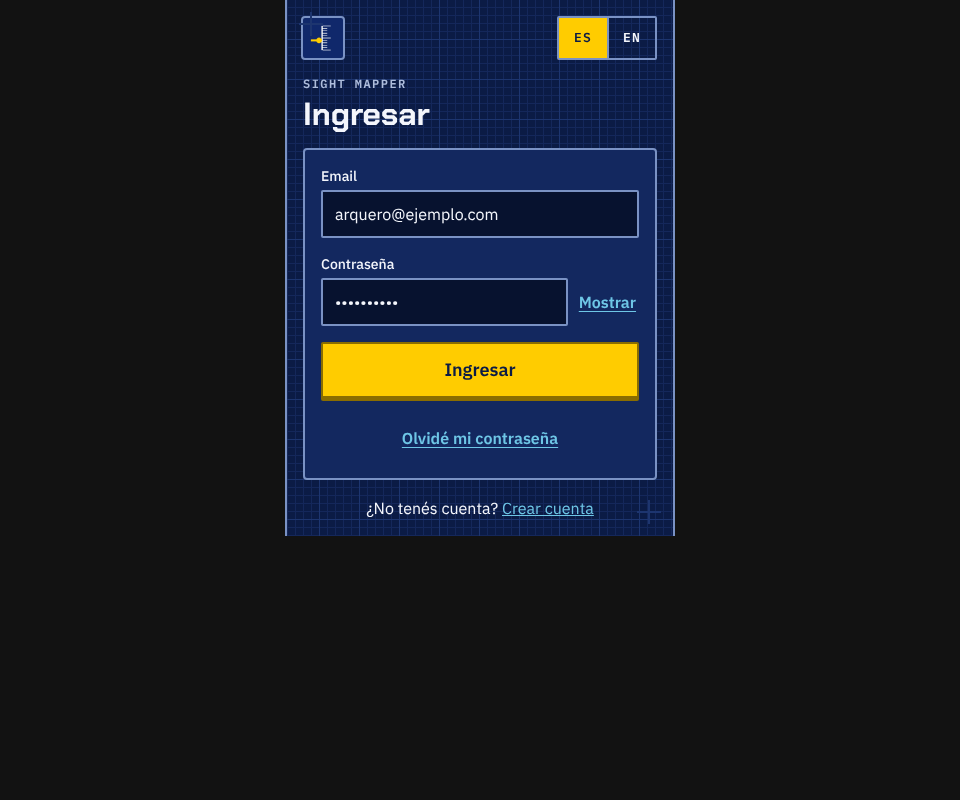 ES EN
SIGHT MAPPER
Ingresar
Email
arquero@ejemplo.com
Contraseña
•••••••••• Mostrar
Ingresar
Olvidé mi contraseña
¿No tenés cuenta? Crear cuenta